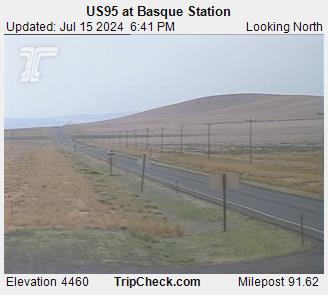 US95 at Basque Station
Updated: Jul 15 2024 6:41 PM Looking North
Elevation 4460 TripCheck.com Milepost 91.62